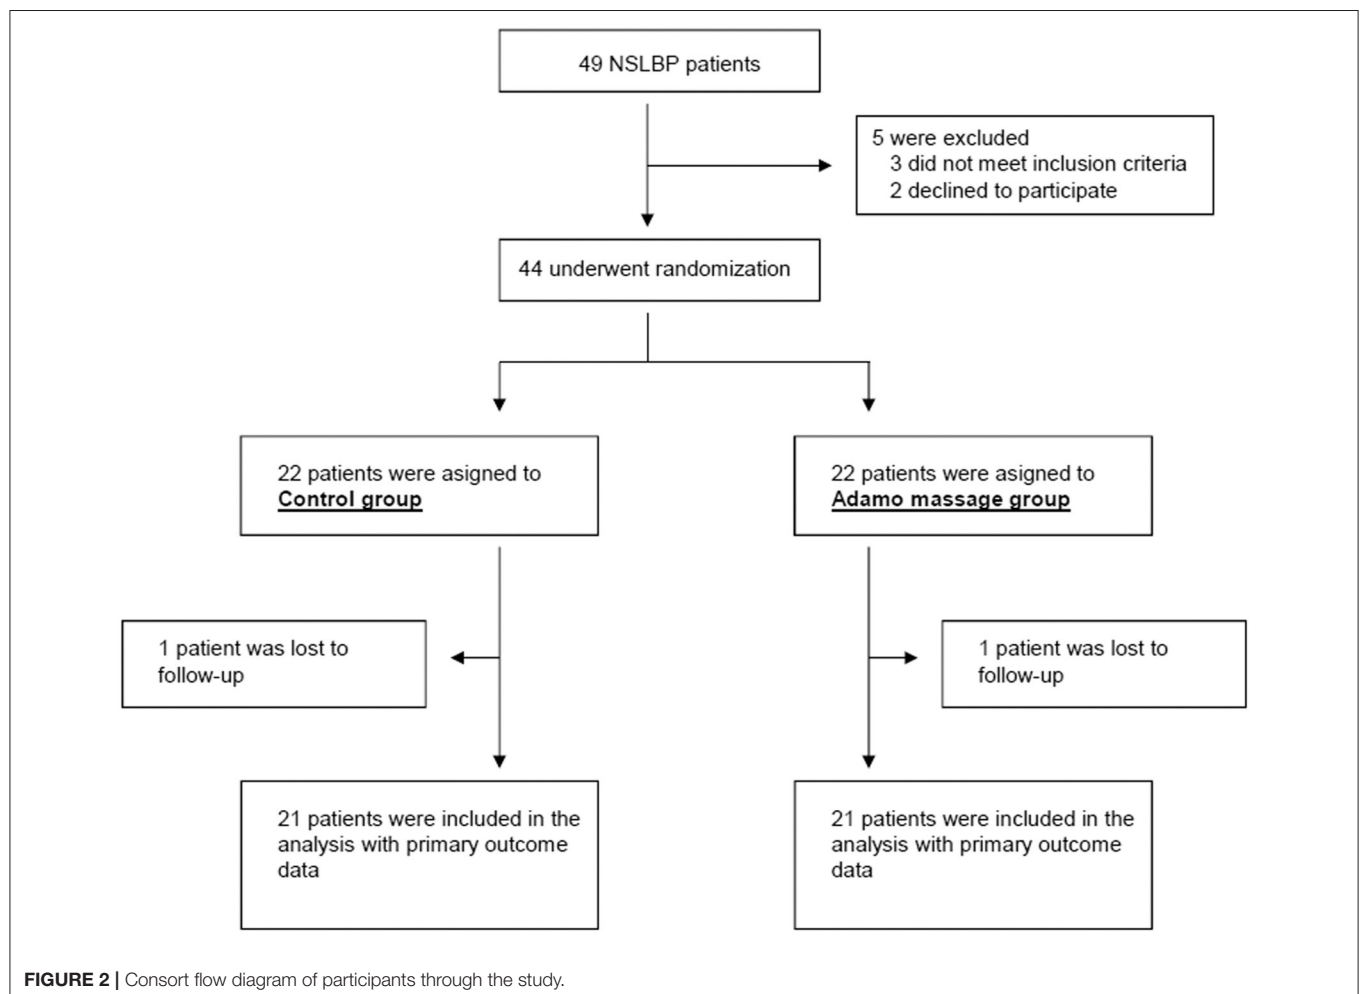 49 NSLBP patients
5 were excluded
3 did not meet inclusion criteria
2 declined to participate
44 underwent randomization
22 patients were asigned to
Control group
22 patients were asigned to
Adamo massage group
1 patient was lost to
follow-up
1 patient was lost to
follow-up
21 patients were included in the
analysis with primary outcome
data
21 patients were included in the
analysis with primary outcome
data
FIGURE 2 | Consort flow diagram of participants through the study.